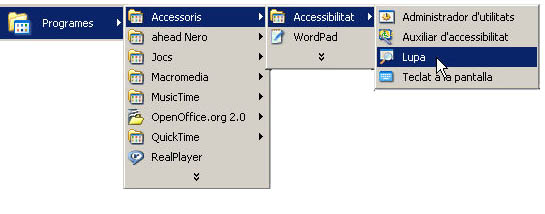 Programes
Accessoris
ahead Nero
Jocs
Macromedia
MusicTime
OpenOffice.org 2.0
QuickTime
RealPlayer
Accessibilitat
WordPad
Administrador d'utilitats
Auxiliar d'accessibilitat
Lupa
Teclat a la pantalla